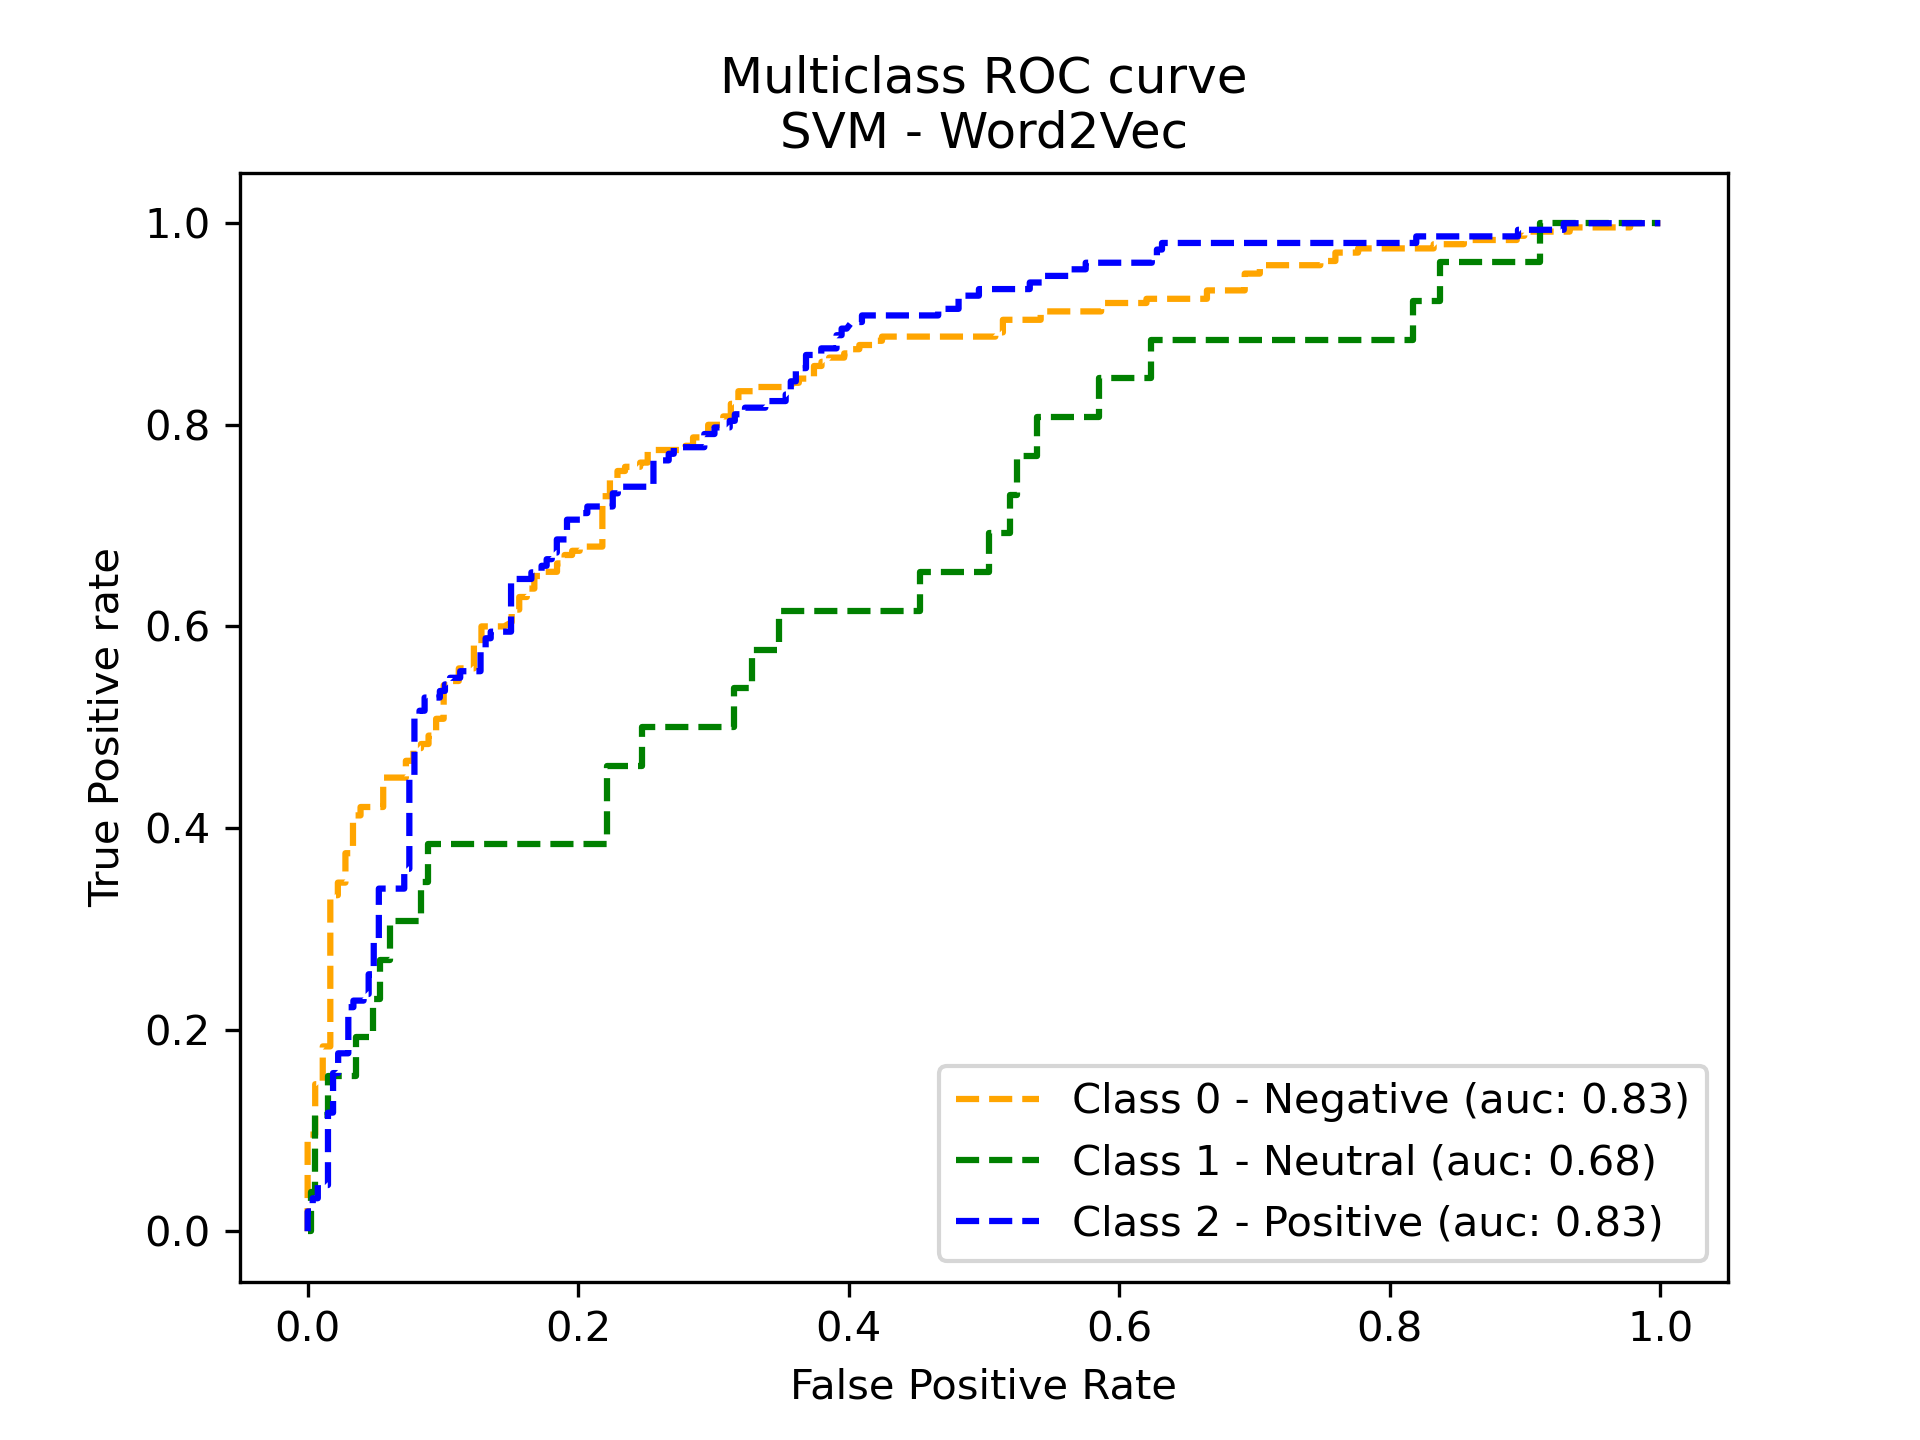 Multiclass ROC curve
SVM - Word2Vec
True Positive rate
1.0
0.8
0.6
0.4
0.2
0.0
Class 0 - Negative (auc: 0.83)
Class 1 - Neutral (auc: 0.68)
Class 2 - Positive (auc: 0.83)
0.0 0.2 0.4 0.6 0.8 1.0
False Positive Rate